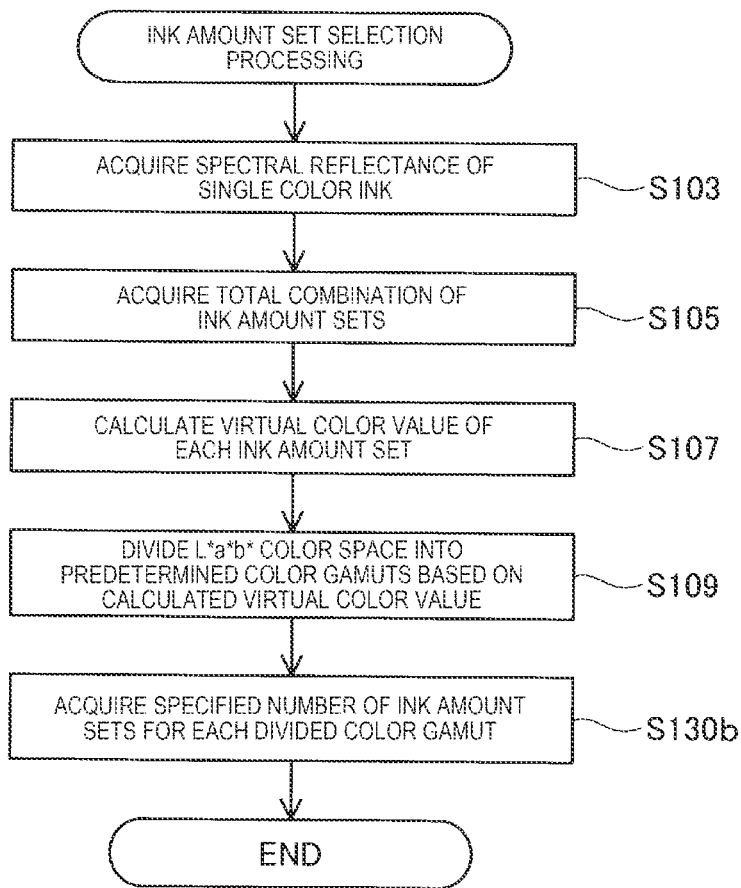 INK AMOUNT SET SELECTION
PROCESSING
ACQUIRE SPECTRAL REFLECTANCE OF
SINGLE COLOR INK
S103
ACQUIRE TOTAL COMBINATION OF
INK AMOUNT SETS
S105
CALCULATE VIRTUAL COLOR VALUE OF
EACH INK AMOUNT SET
S107
DIVIDE L*a*b* COLOR SPACE INTO
PREDETERMINED COLOR GAMUTS BASED ON
CALCULATED VIRTUAL COLOR VALUE
S109
ACQUIRE SPECIFIED NUMBER OF INK AMOUNT
SETS FOR EACH DIVIDED COLOR GAMUT
S130b
END